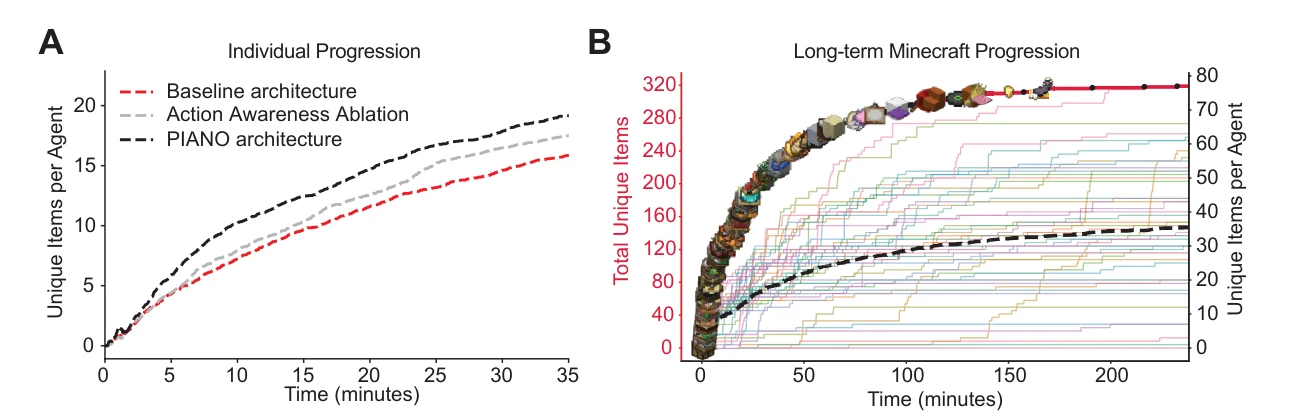 A
Individual Progression
Unique Items per Agent
20
15
10
5
0
Baseline architecture
Action Awareness Ablation
PIANO architecture
0 5 10 15 20 25 30 35
Time (minutes)
B
Long-term Minecraft Progression
Total Unique Items
320
280
240
200
160
120
80
40
0
80
70
60
50
40
30
20
10
0
Unique Items per Agent
0 50 100 150 200
Time (minutes)